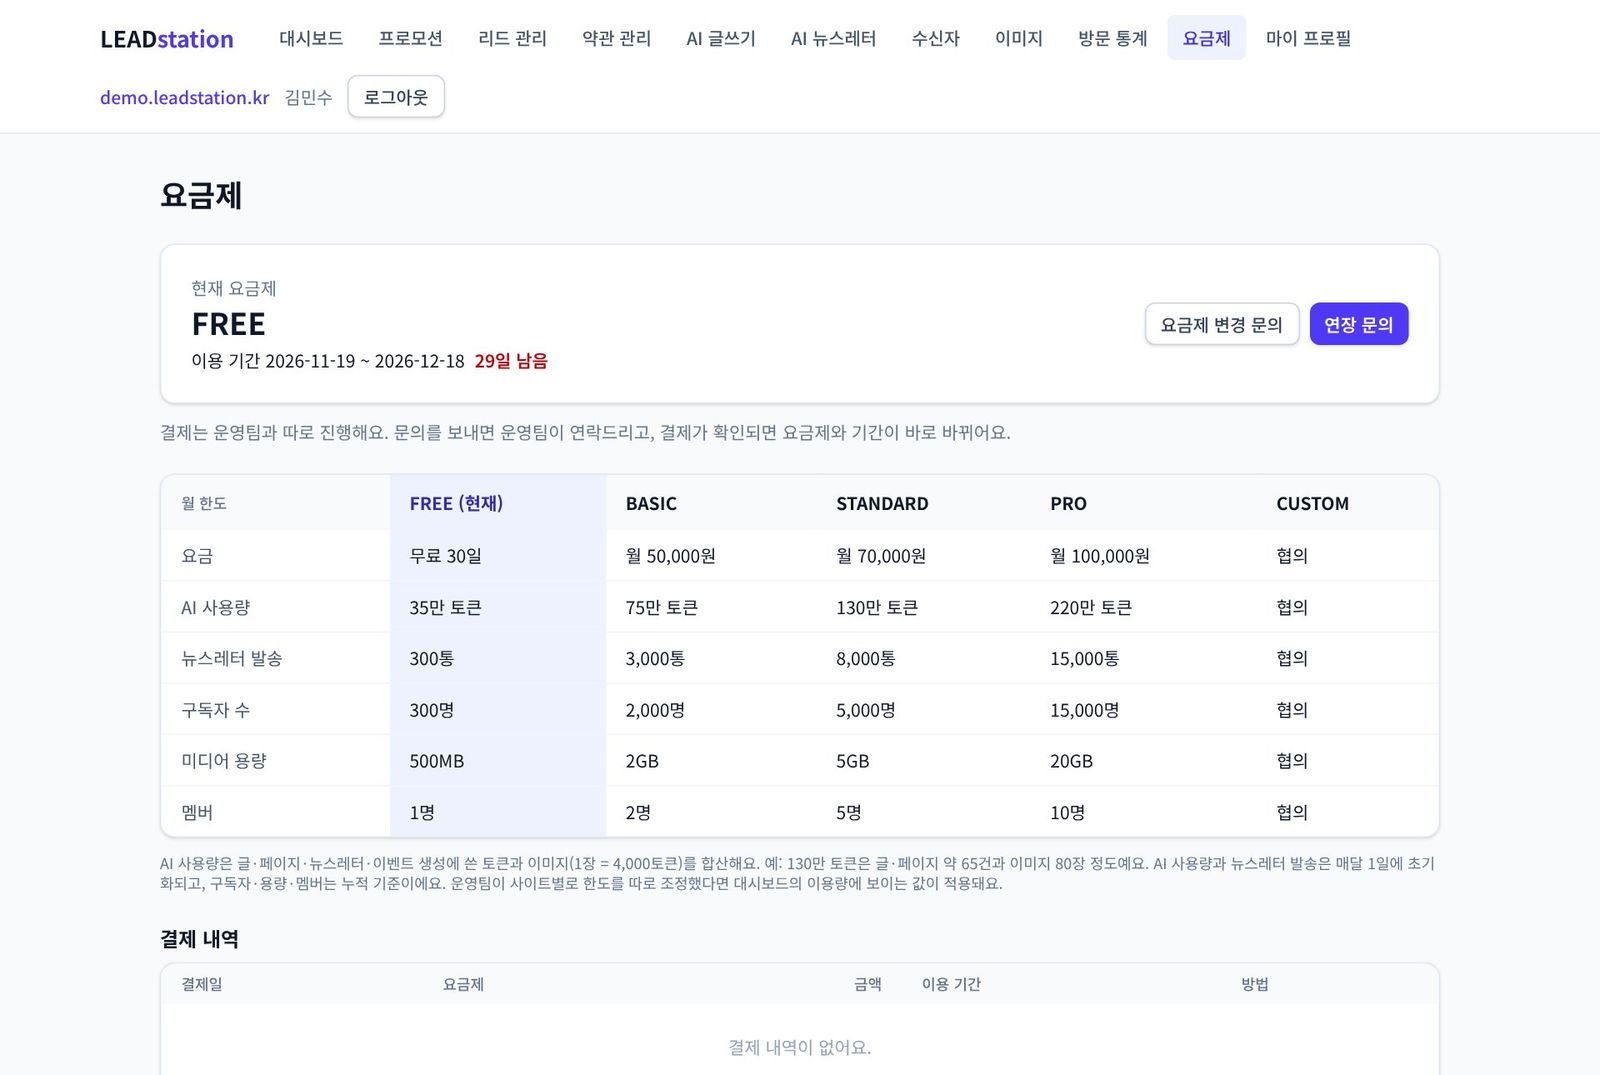 LEADstation 대시보드 프로모션 리드 관리 약관 관리 AI 글쓰기 AI 뉴스레터 수신자 이미지 방문 통계 요금제 마이 프로필
demo.leadstation.kr 김민수 로그아웃
요금제
현재 요금제
FREE
이용 기간 2026-11-19 ~ 2026-12-18 29일 남음
요금제 변경 문의 연장 문의
결제는 운영팀과 따로 진행해요. 문의를 보내면 운영팀이 연락드리고, 결제가 확인되면 요금제와 기간이 바로 바뀌어요.
월 한도 FREE (현재) BASIC STANDARD PRO CUSTOM
요금 무료 30일 월 50,000원 월 70,000원 월 100,000원 협의
AI 사용량 35만 토큰 75만 토큰 130만 토큰 220만 토큰 협의
뉴스레터 발송 300통 3,000통 8,000통 15,000통 협의
구독자 수 300명 2,000명 5,000명 15,000명 협의
미디어 용량 500MB 2GB 5GB 20GB 협의
멤버 1명 2명 5명 10명 협의
AI 사용량은 글·페이지·뉴스레터·이벤트 생성에 쓴 토큰과 이미지(1장 = 4,000토큰)를 합산해요. 예: 130만 토큰은 글·페이지 약 65건과 이미지 80장 정도예요. AI 사용량과 뉴스레터 발송은 매달 1일에 초기
화되고, 구독자·용량·멤버는 누적 기준이에요. 운영팀이 사이트별로 한도를 따로 조정했다면 대시보드의 이용량에 보이는 값이 적용돼요.
결제 내역
결제일 요금제 금액 이용 기간 방법
결제 내역이 없어요.